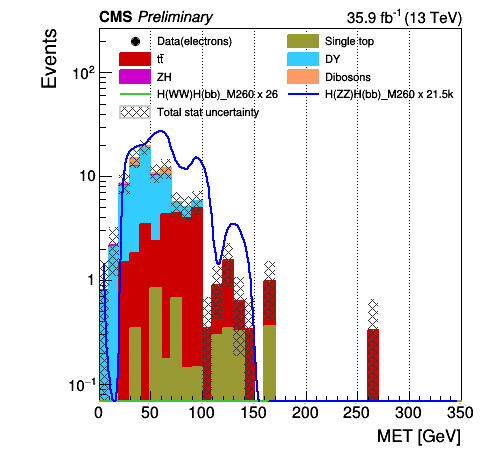 CMS Preliminary 35.9 fb⁻¹ (13 TeV)
Events
Data(electrons) Single top
tt̄ DY
ZH Dibosons
H(WW)H(bb)_M260 x 26 H(ZZ)H(bb)_M260 x 21.5k
Total stat uncertainty
10²
10
1
10⁻¹
0 50 100 150 200 250 300 350
MET [GeV]